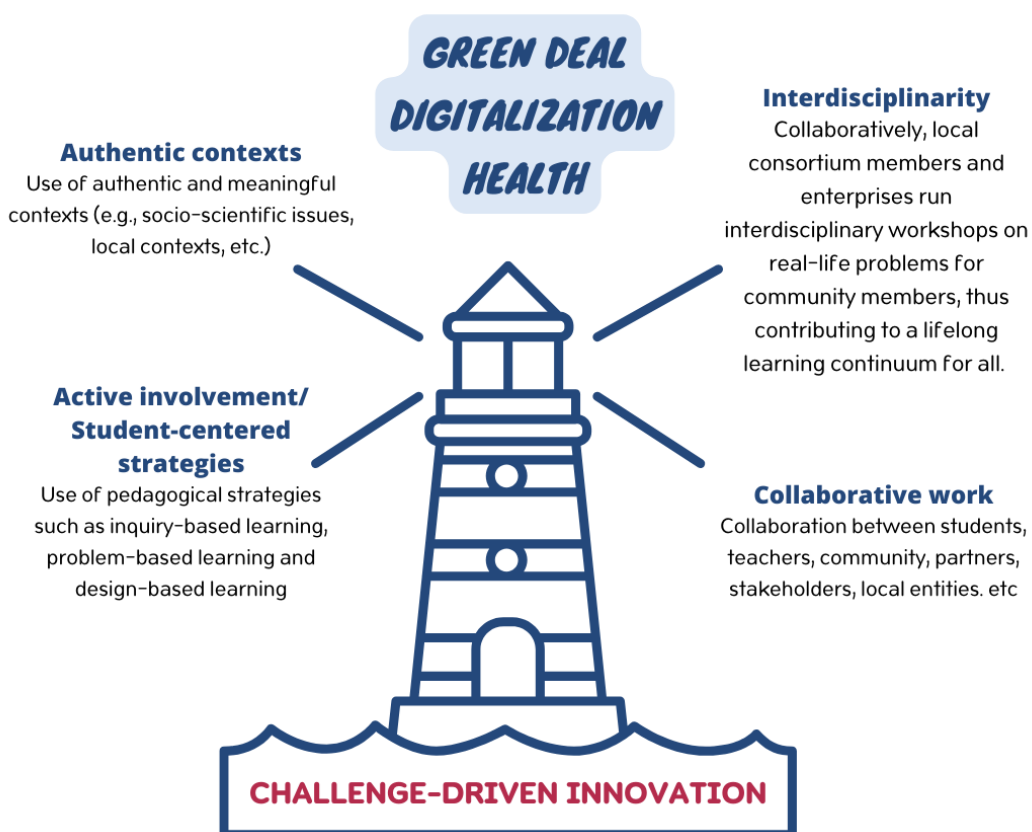 GREEN DEAL
DIGITALIZATION
HEALTH
Authentic contexts
Use of authentic and meaningful
contexts (e.g., socio-scientific issues,
local contexts, etc.)
Interdisciplinarity
Collaboratively, local
consortium members and
enterprises run
interdisciplinary workshops on
real-life problems for
community members, thus
contributing to a lifelong
learning continuum for all.
Active involvement/
Student-centered
strategies
Use of pedagogical strategies
such as inquiry-based learning,
problem-based learning and
design-based learning
Collaborative work
Collaboration between students,
teachers, community, partners,
stakeholders, local entities. etc
CHALLENGE-DRIVEN INNOVATION